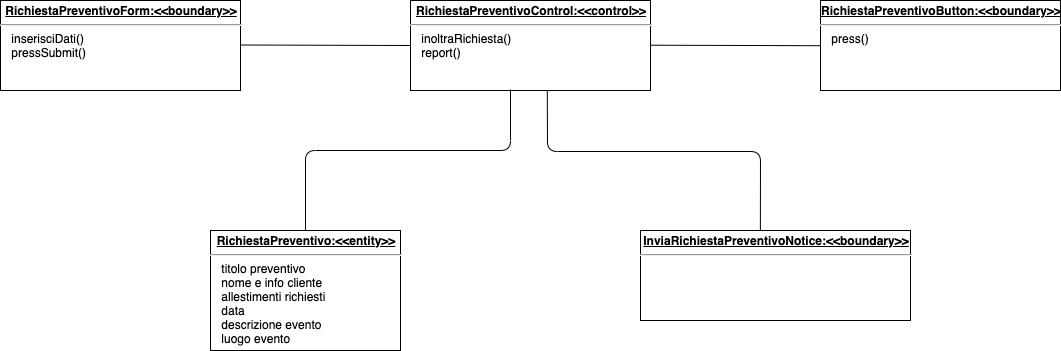 RichiestaPreventivoForm:<<boundary>>
inserisciDati()
pressSubmit()
RichiestaPreventivoControl:<<control>>
inoltraRichiesta()
report()
RichiestaPreventivoButton:<<boundary>>
press()
RichiestaPreventivo:<<entity>>
titolo preventivo
nome e info cliente
allestimenti richiesti
data
descrizione evento
luogo evento
InviaRichiestaPreventivoNotice:<<boundary>>